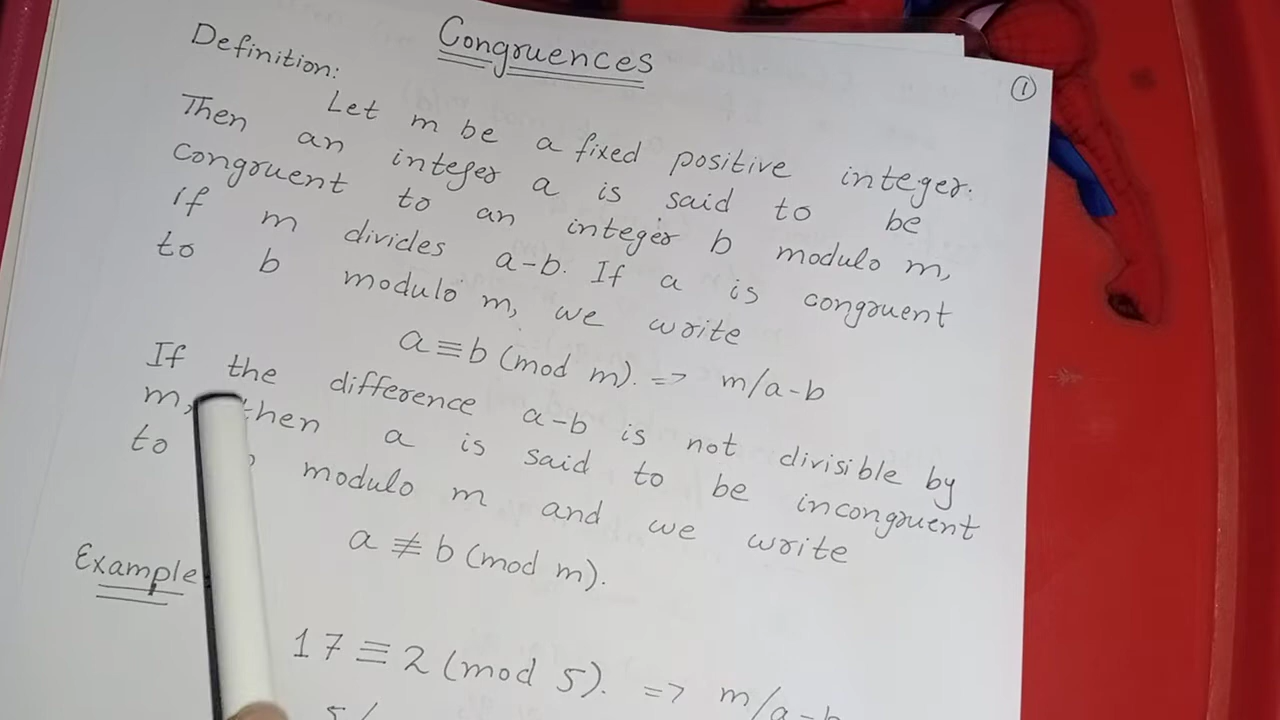 Congruences
①
Definition:
Let m be a fixed positive integer.
Then an integer a is said to be
congruent to an integer b modulo m,
if m divides a-b. If a is congruent
to b modulo m, we write
a≡b (mod m). => m/a-b
If the difference a-b is not divisible by
m, then a is said to be incongruent
to modulo m and we write
a ≢ b (mod m).
Example
17 ≡ 2 (mod 5). => m/a-b
5/